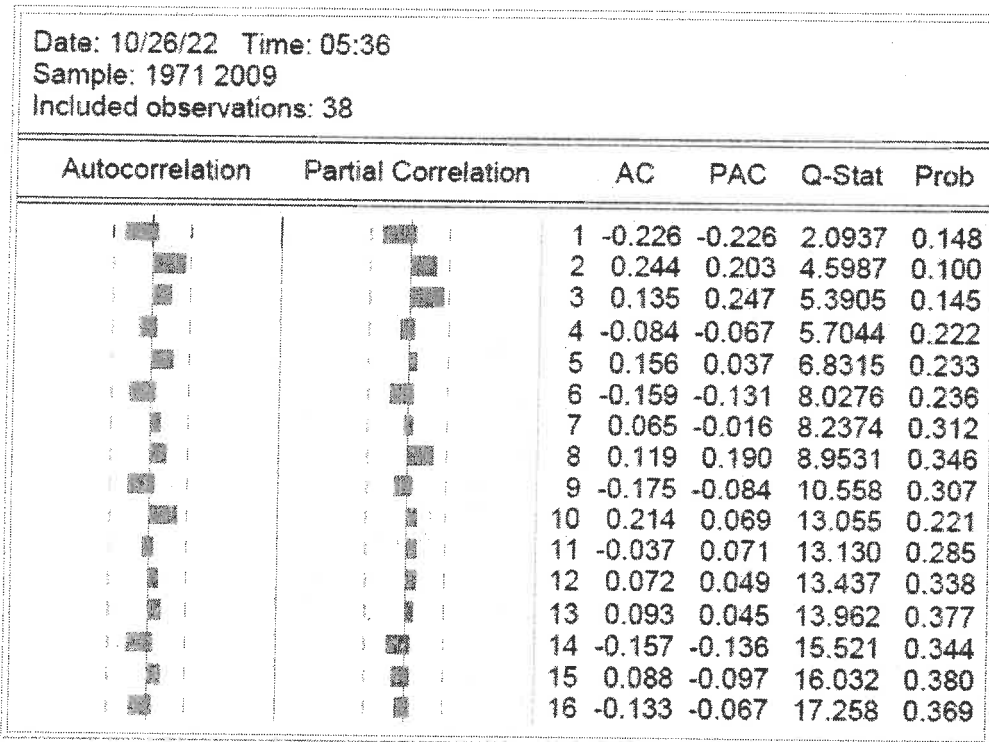 Date: 10/26/22 Time: 05:36
Sample: 1971 2009
Included observations: 38
Autocorrelation Partial Correlation AC PAC Q-Stat Prob
1 -0.226 -0.226 2.0937 0.148
2 0.244 0.203 4.5987 0.100
3 0.135 0.247 5.3905 0.145
4 -0.084 -0.067 5.7044 0.222
5 0.156 0.037 6.8315 0.233
6 -0.159 -0.131 8.0276 0.236
7 0.065 -0.016 8.2374 0.312
8 0.119 0.190 8.9531 0.346
9 -0.175 -0.084 10.558 0.307
10 0.214 0.069 13.055 0.221
11 -0.037 0.071 13.130 0.285
12 0.072 0.049 13.437 0.338
13 0.093 0.045 13.962 0.377
14 -0.157 -0.136 15.521 0.344
15 0.088 -0.097 16.032 0.380
16 -0.133 -0.067 17.258 0.369